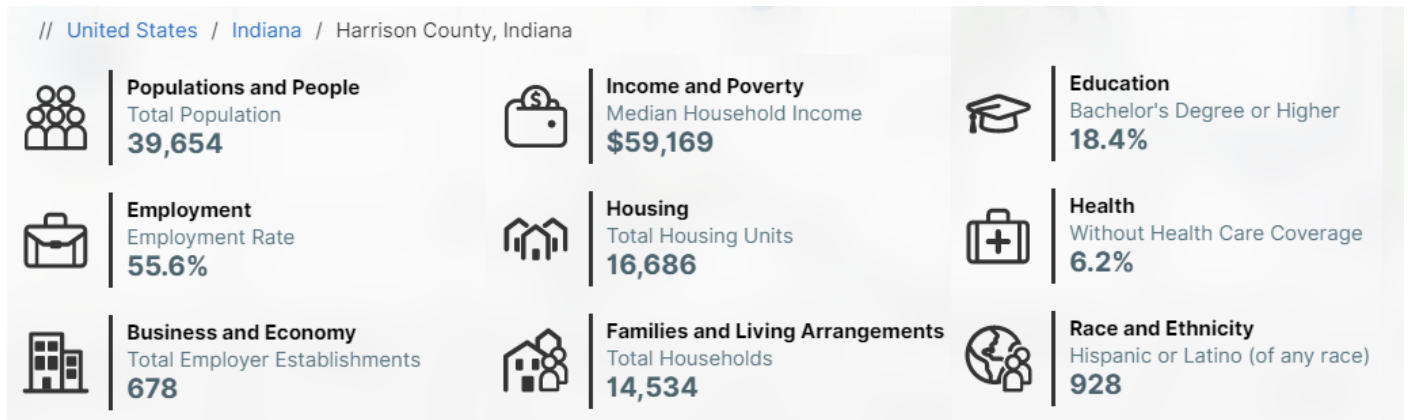 // United States / Indiana / Harrison County, Indiana
Populations and People
Total Population
39,654
Income and Poverty
Median Household Income
$59,169
Education
Bachelor's Degree or Higher
18.4%
Employment
Employment Rate
55.6%
Housing
Total Housing Units
16,686
Health
Without Health Care Coverage
6.2%
Business and Economy
Total Employer Establishments
678
Families and Living Arrangements
Total Households
14,534
Race and Ethnicity
Hispanic or Latino (of any race)
928